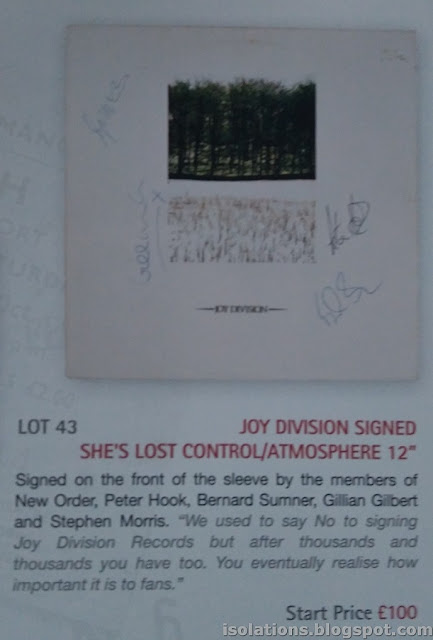 JOY DIVISION
LOT 43 JOY DIVISION SIGNED
SHE'S LOST CONTROL/ATMOSPHERE 12"
Signed on the front of the sleeve by the members of
New Order, Peter Hook, Bernard Sumner, Gillian Gilbert
and Stephen Morris. "We used to say No to signing
Joy Division Records but after thousands and
thousands you have too. You eventually realise how
important it is to fans."
Start Price £100
isolations.blogspot.com